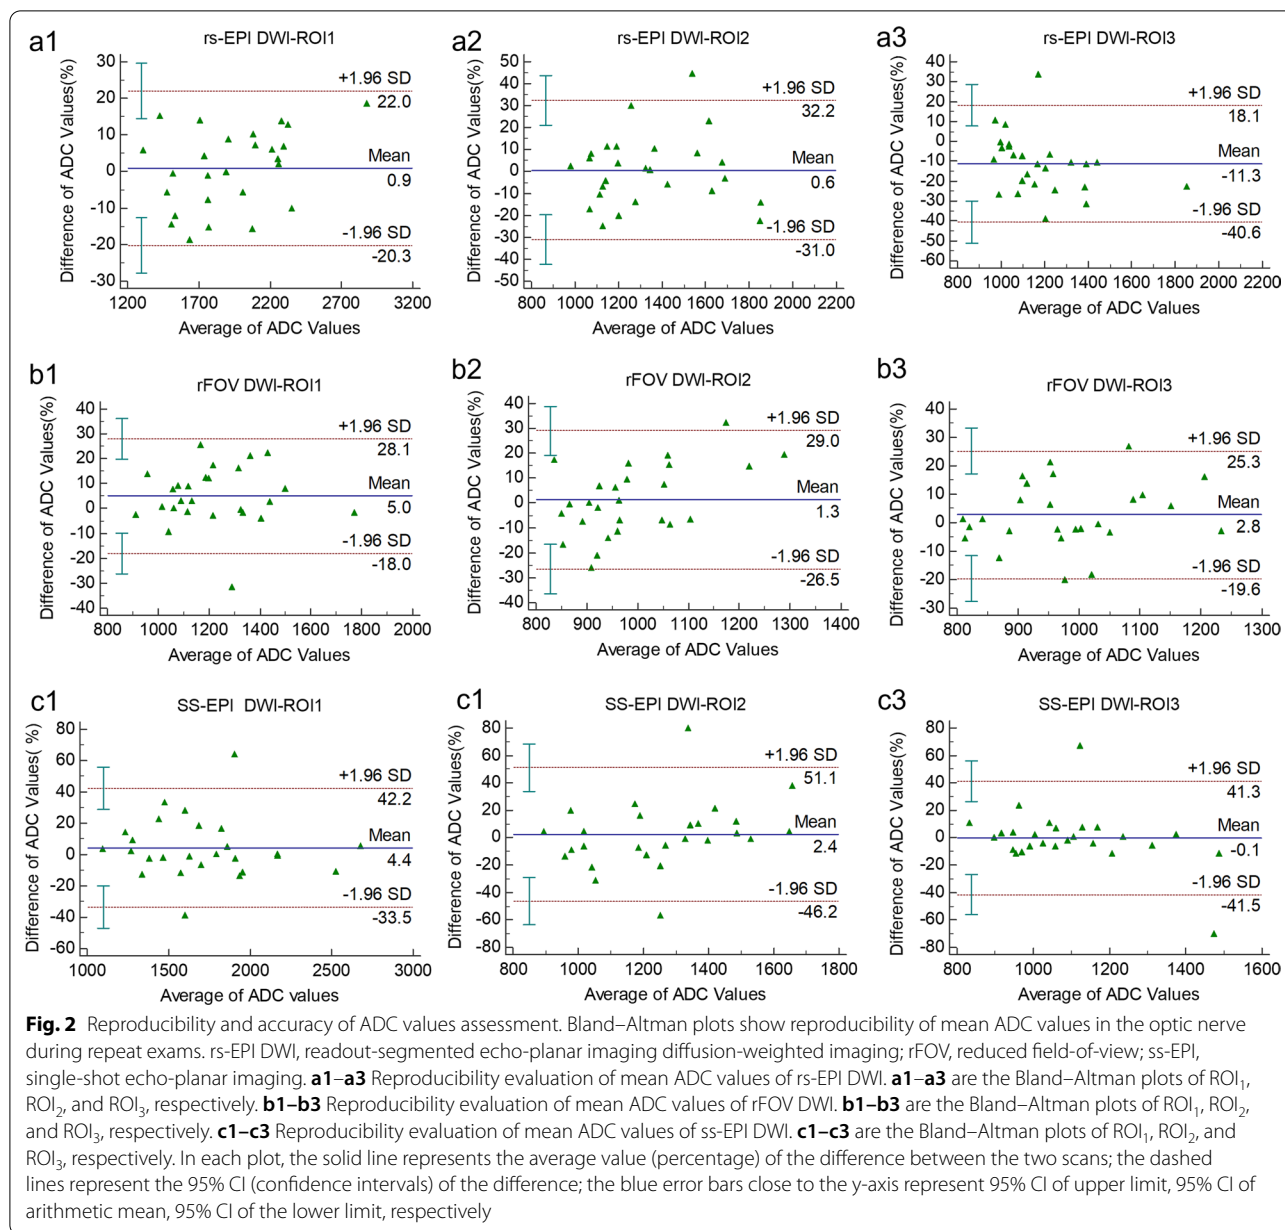 a1
rs-EPI DWI-ROI1
Difference of ADC Values(%)
30
20
10
0
-10
-20
-30
+1.96 SD
22.0
Mean
0.9
-1.96 SD
-20.3
1200 1700 2200 2700 3200
Average of ADC Values
a2
rs-EPI DWI-ROI2
Difference of ADC Values(%)
50
40
30
20
10
0
-10
-20
-30
-40
-50
+1.96 SD
32.2
Mean
0.6
-1.96 SD
-31.0
800 1000 1200 1400 1600 1800 2000 2200
Average of ADC Values
a3
rs-EPI DWI-ROI3
Difference of ADC Values(%)
40
30
20
10
0
-10
-20
-30
-40
-50
-60
+1.96 SD
18.1
Mean
-11.3
-1.96 SD
-40.6
800 1000 1200 1400 1600 1800 2000 2200
Average of ADC Values
b1
rFOV DWI-ROI1
Difference of ADC Values(%)
40
30
20
10
0
-10
-20
-30
-40
+1.96 SD
28.1
Mean
5.0
-1.96 SD
-18.0
800 1000 1200 1400 1600 1800 2000
Average of ADC Values
b2
rFOV DWI-ROI2
Difference of ADC Values(%)
40
30
20
10
0
-10
-20
-30
-40
+1.96 SD
29.0
Mean
1.3
-1.96 SD
-26.5
800 900 1000 1100 1200 1300 1400
Average of ADC Values
b3
rFOV DWI-ROI3
Difference of ADC Values(%)
40
30
20
10
0
-10
-20
-30
+1.96 SD
25.3
Mean
2.8
-1.96 SD
-19.6
800 900 1000 1100 1200 1300
Average of ADC Values
c1
SS-EPI DWI-ROI1
Difference of ADC Values( %)
80
60
40
20
0
-20
-40
-60
+1.96 SD
42.2
Mean
4.4
-1.96 SD
-33.5
1000 1500 2000 2500 3000
Average of ADC values
c1
SS-EPI DWI-ROI2
Difference of ADC Values(%)
80
60
40
20
0
-20
-40
-60
-80
+1.96 SD
51.1
Mean
2.4
-1.96 SD
-46.2
800 1000 1200 1400 1600 1800
Average of ADC Values
c3
SS-EPI DWI-ROI3
Difference of ADC Values(%)
80
60
40
20
0
-20
-40
-60
-80
+1.96 SD
41.3
Mean
-0.1
-1.96 SD
-41.5
800 1000 1200 1400 1600
Average of ADC Values
Fig. 2 Reproducibility and accuracy of ADC values assessment. Bland–Altman plots show reproducibility of mean ADC values in the optic nerve
during repeat exams. rs-EPI DWI, readout-segmented echo-planar imaging diffusion-weighted imaging; rFOV, reduced field-of-view; ss-EPI,
single-shot echo-planar imaging. a1–a3 Reproducibility evaluation of mean ADC values of rs-EPI DWI. a1–a3 are the Bland–Altman plots of ROI₁,
ROI₂, and ROI₃, respectively. b1–b3 Reproducibility evaluation of mean ADC values of rFOV DWI. b1–b3 are the Bland–Altman plots of ROI₁, ROI₂,
and ROI₃, respectively. c1–c3 Reproducibility evaluation of mean ADC values of ss-EPI DWI. c1–c3 are the Bland–Altman plots of ROI₁, ROI₂, and
ROI₃, respectively. In each plot, the solid line represents the average value (percentage) of the difference between the two scans; the dashed
lines represent the 95% CI (confidence intervals) of the difference; the blue error bars close to the y-axis represent 95% CI of upper limit, 95% CI of
arithmetic mean, 95% CI of the lower limit, respectively